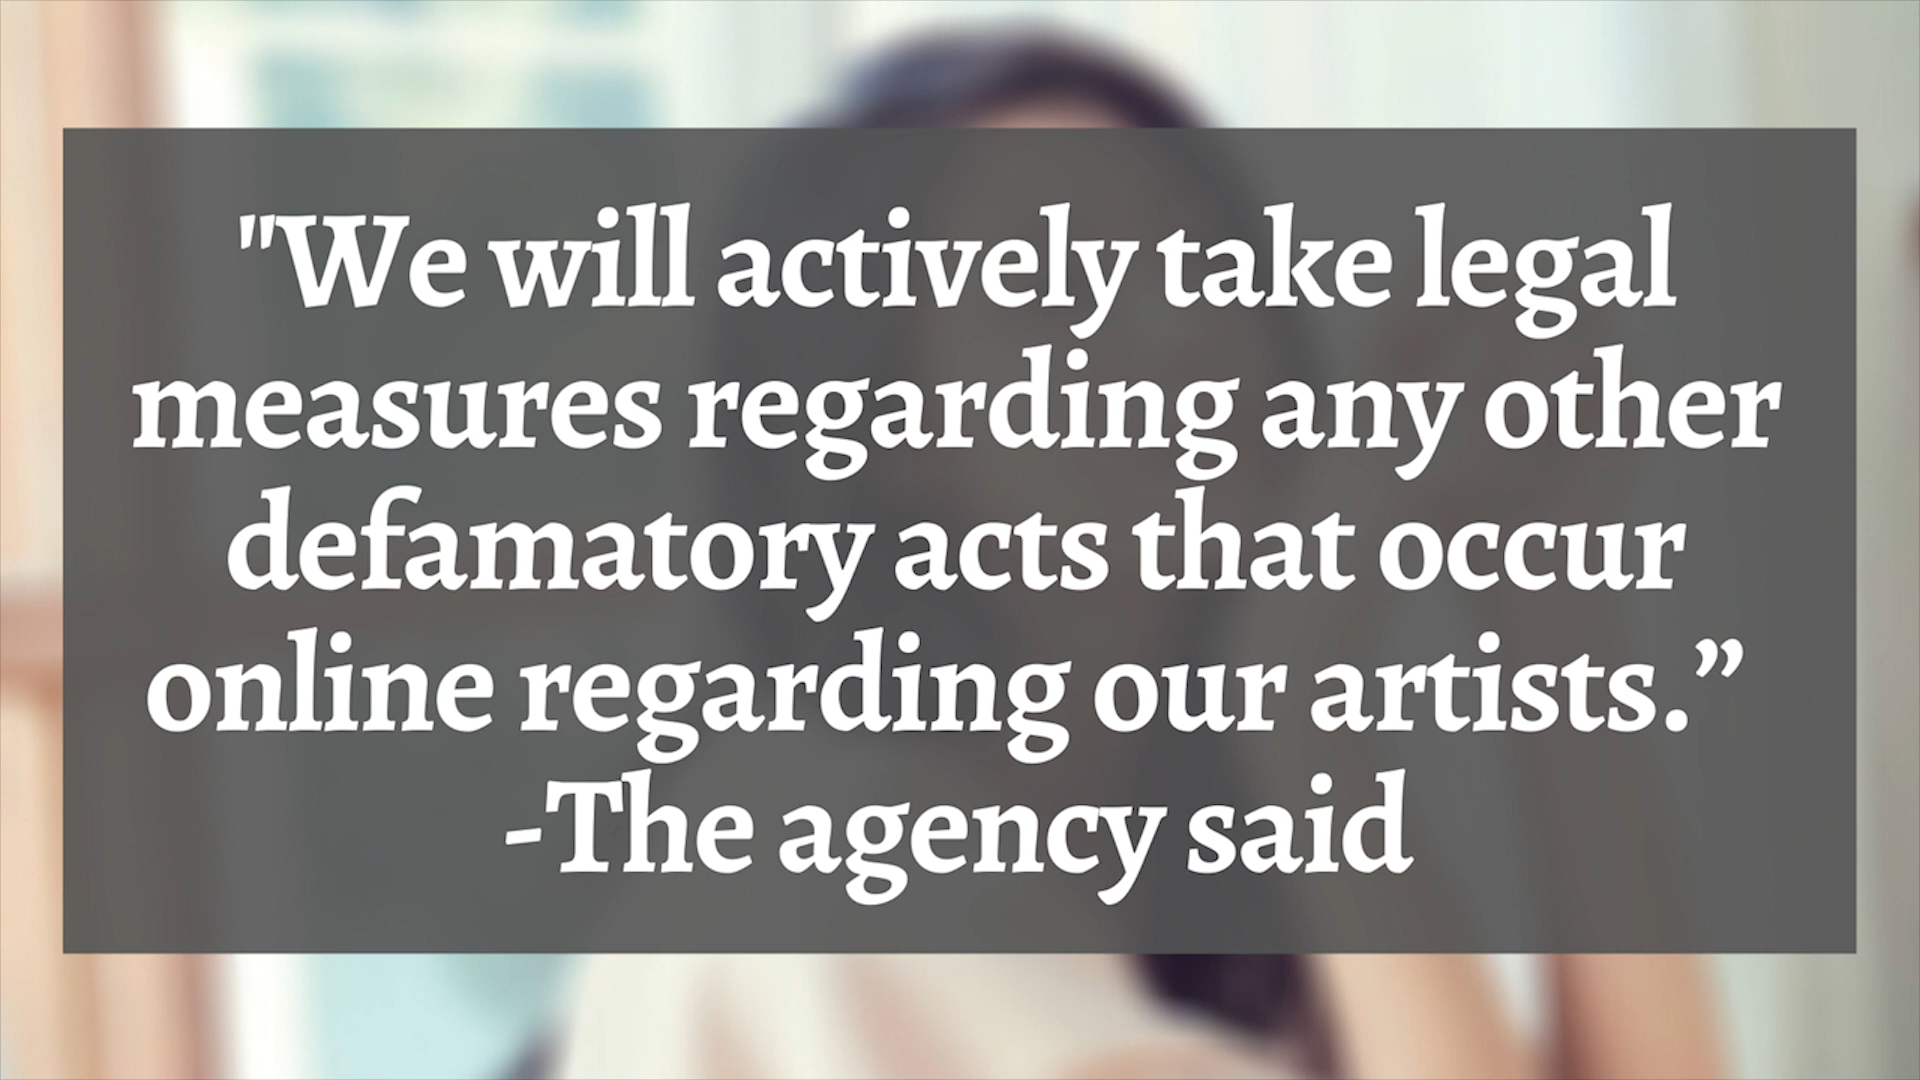 "We will actively take legal
measures regarding any other
defamatory acts that occur
online regarding our artists.”
-The agency said